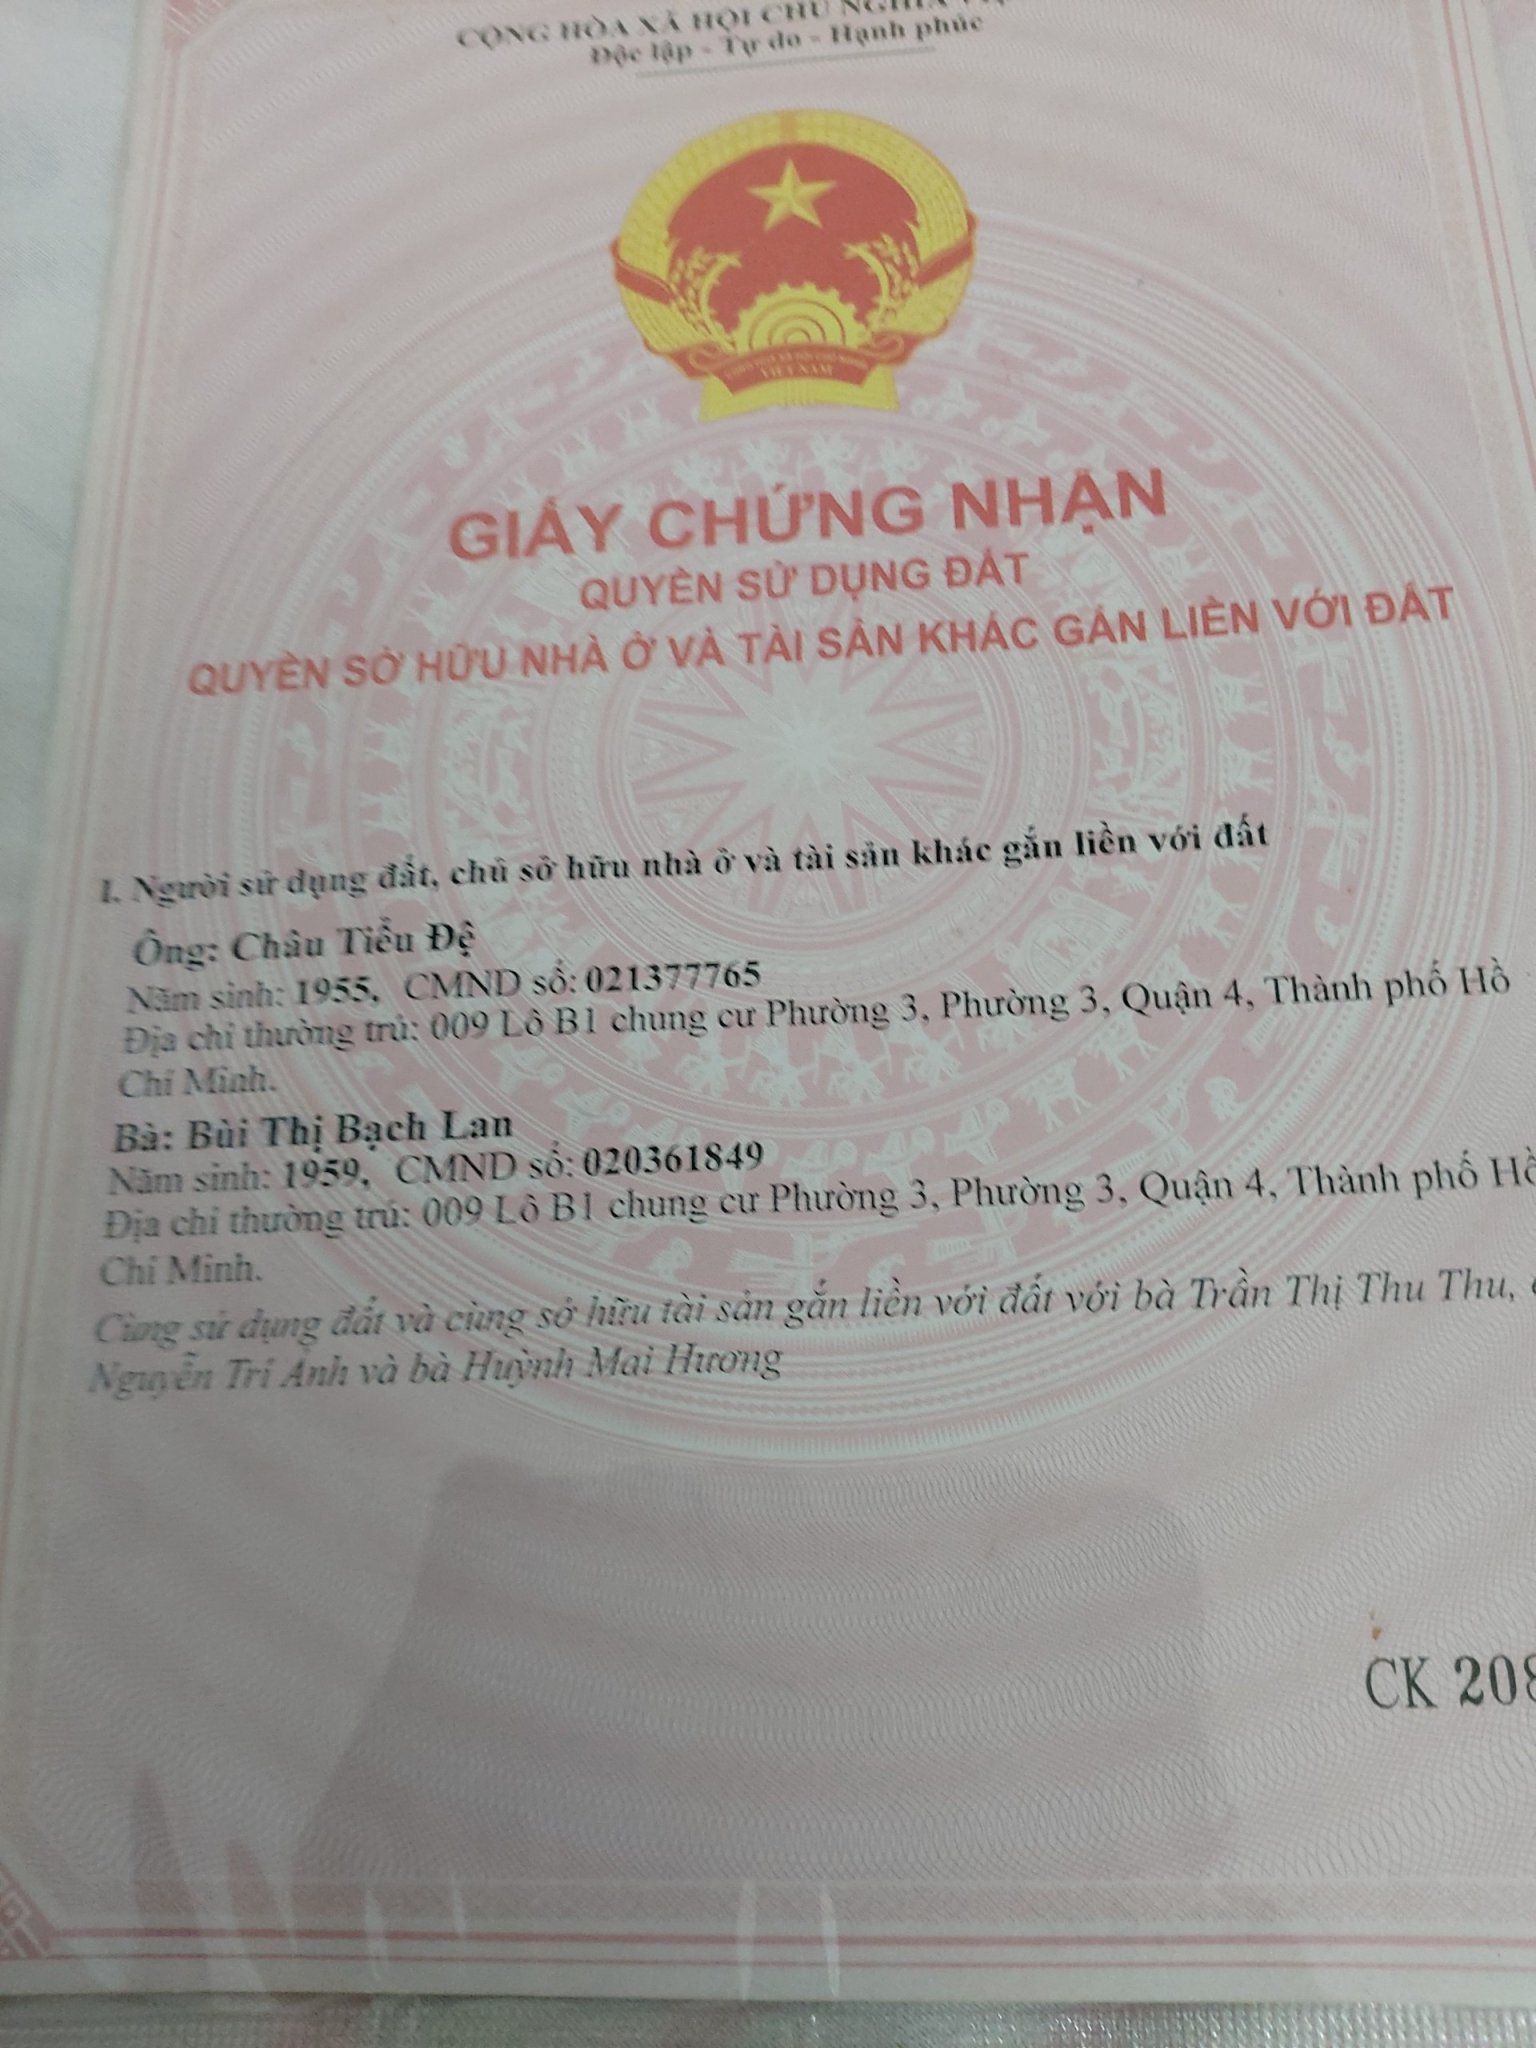 CỘNG HÒA XÃ HỘI CHỦ NGHĨA
Độc lập - Tự do - Hạnh phúc
VIỆT NAM
GIẤY CHỨNG NHẬN
QUYỀN SỬ DỤNG ĐẤT
QUYỀN SỞ HỮU NHÀ Ở VÀ TÀI SẢN KHÁC GẮN LIỀN VỚI ĐẤT
I. Người sử dụng đất, chủ sở hữu nhà ở và tài sản khác gắn liền với đất
Ông: Châu Tiểu Đệ
Năm sinh: 1955, CMND số: 021377765
Địa chỉ thường trú: 009 Lô B1 chung cư Phường 3, Phường 3, Quận 4, Thành phố Hồ
Chí Minh.
Bà: Bùi Thị Bạch Lan
Năm sinh: 1959, CMND số: 020361849
Địa chỉ thường trú: 009 Lô B1 chung cư Phường 3, Phường 3, Quận 4, Thành phố Hồ
Chí Minh.
Cùng sử dụng đất và cùng sở hữu tài sản gắn liền với đất với bà Trần Thị Thu Thu,
Nguyễn Trí Ánh và bà Huỳnh Mai Hương
CK 208